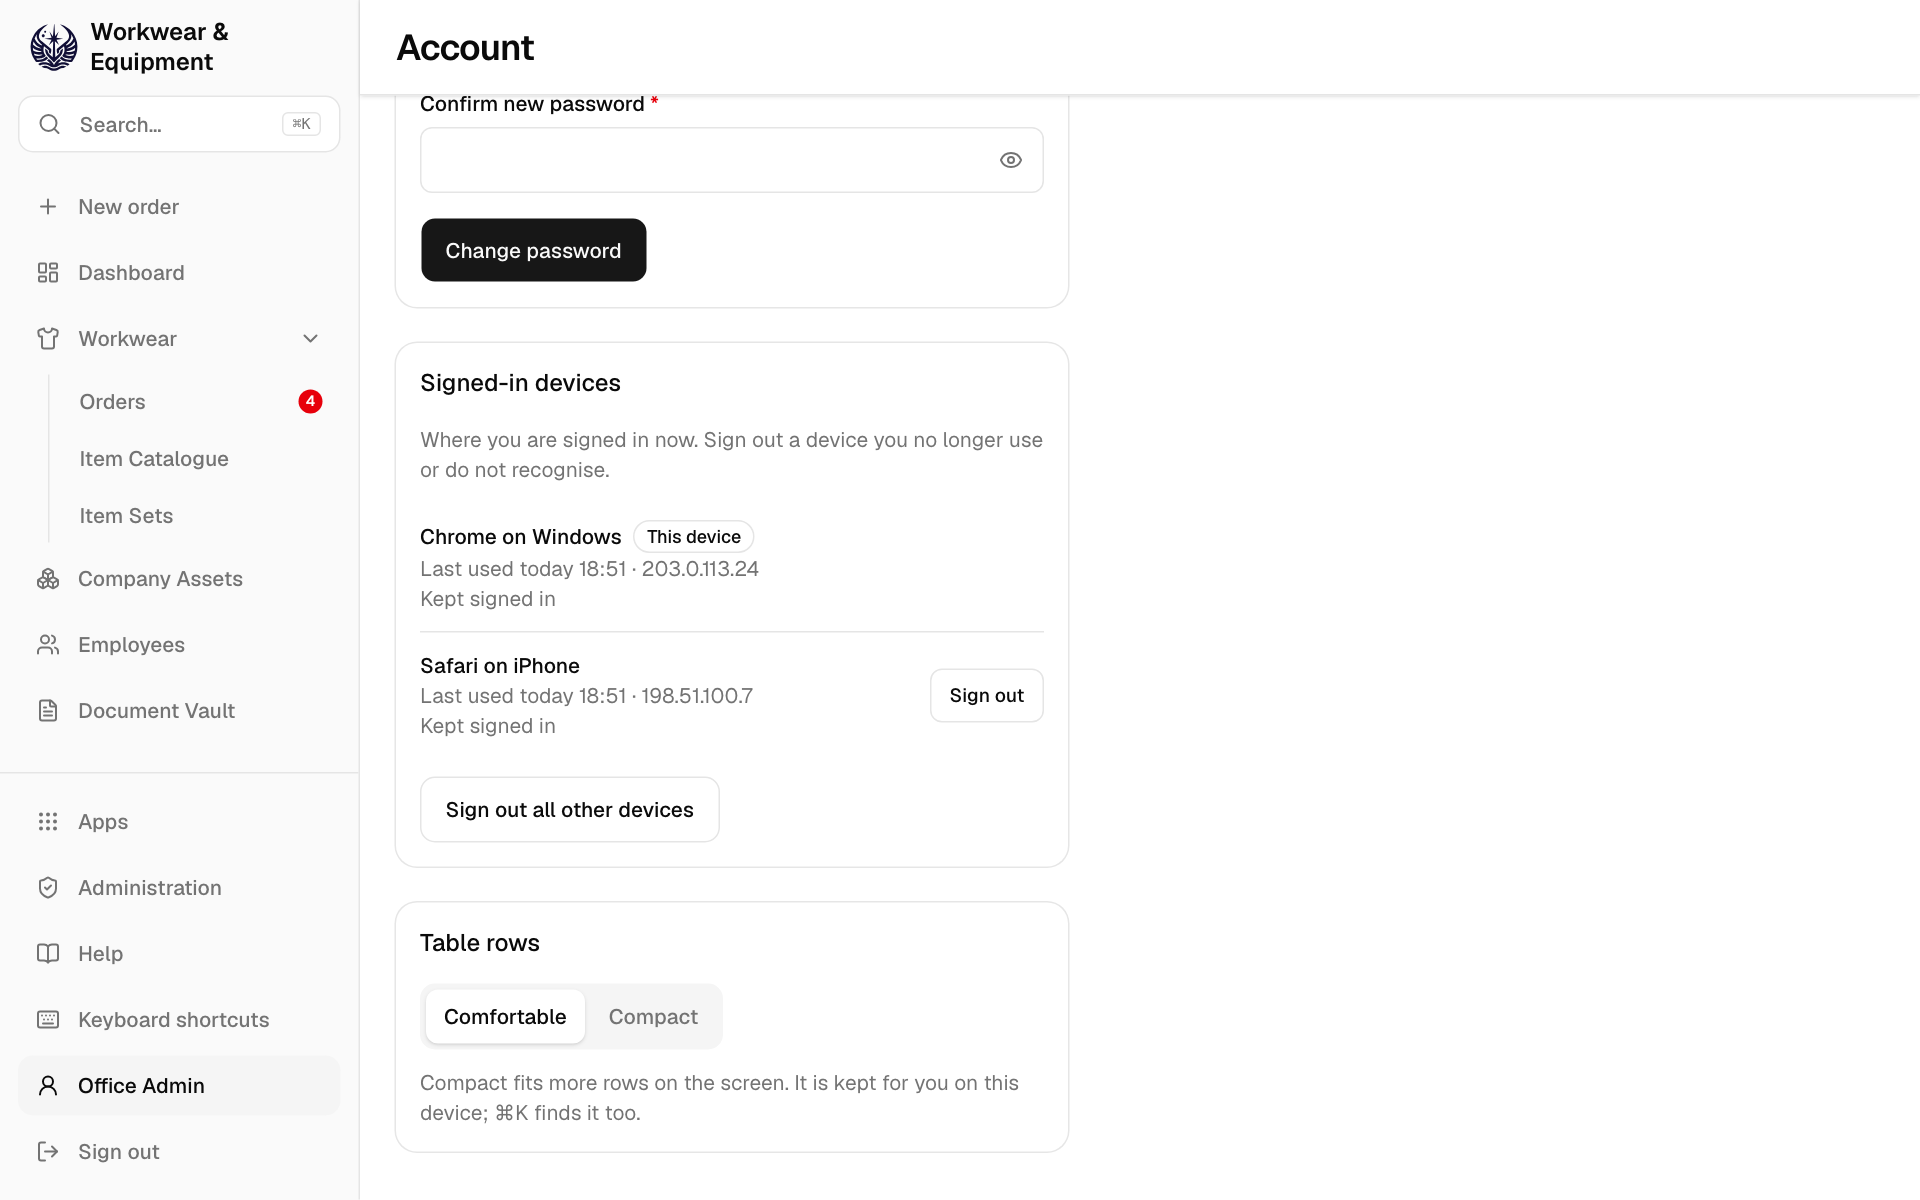 Workwear &
Equipment
Search...
⌘K
New order
Dashboard
Workwear
Orders
4
Item Catalogue
Item Sets
Company Assets
Employees
Document Vault
Apps
Administration
Help
Keyboard shortcuts
Office Admin
Sign out
Account
Confirm new password *
Change password
Signed-in devices
Where you are signed in now. Sign out a device you no longer use
or do not recognise.
Chrome on Windows This device
Last used today 18:51 · 203.0.113.24
Kept signed in
Safari on iPhone
Last used today 18:51 · 198.51.100.7
Kept signed in
Sign out
Sign out all other devices
Table rows
Comfortable Compact
Compact fits more rows on the screen. It is kept for you on this
device; ⌘K finds it too.